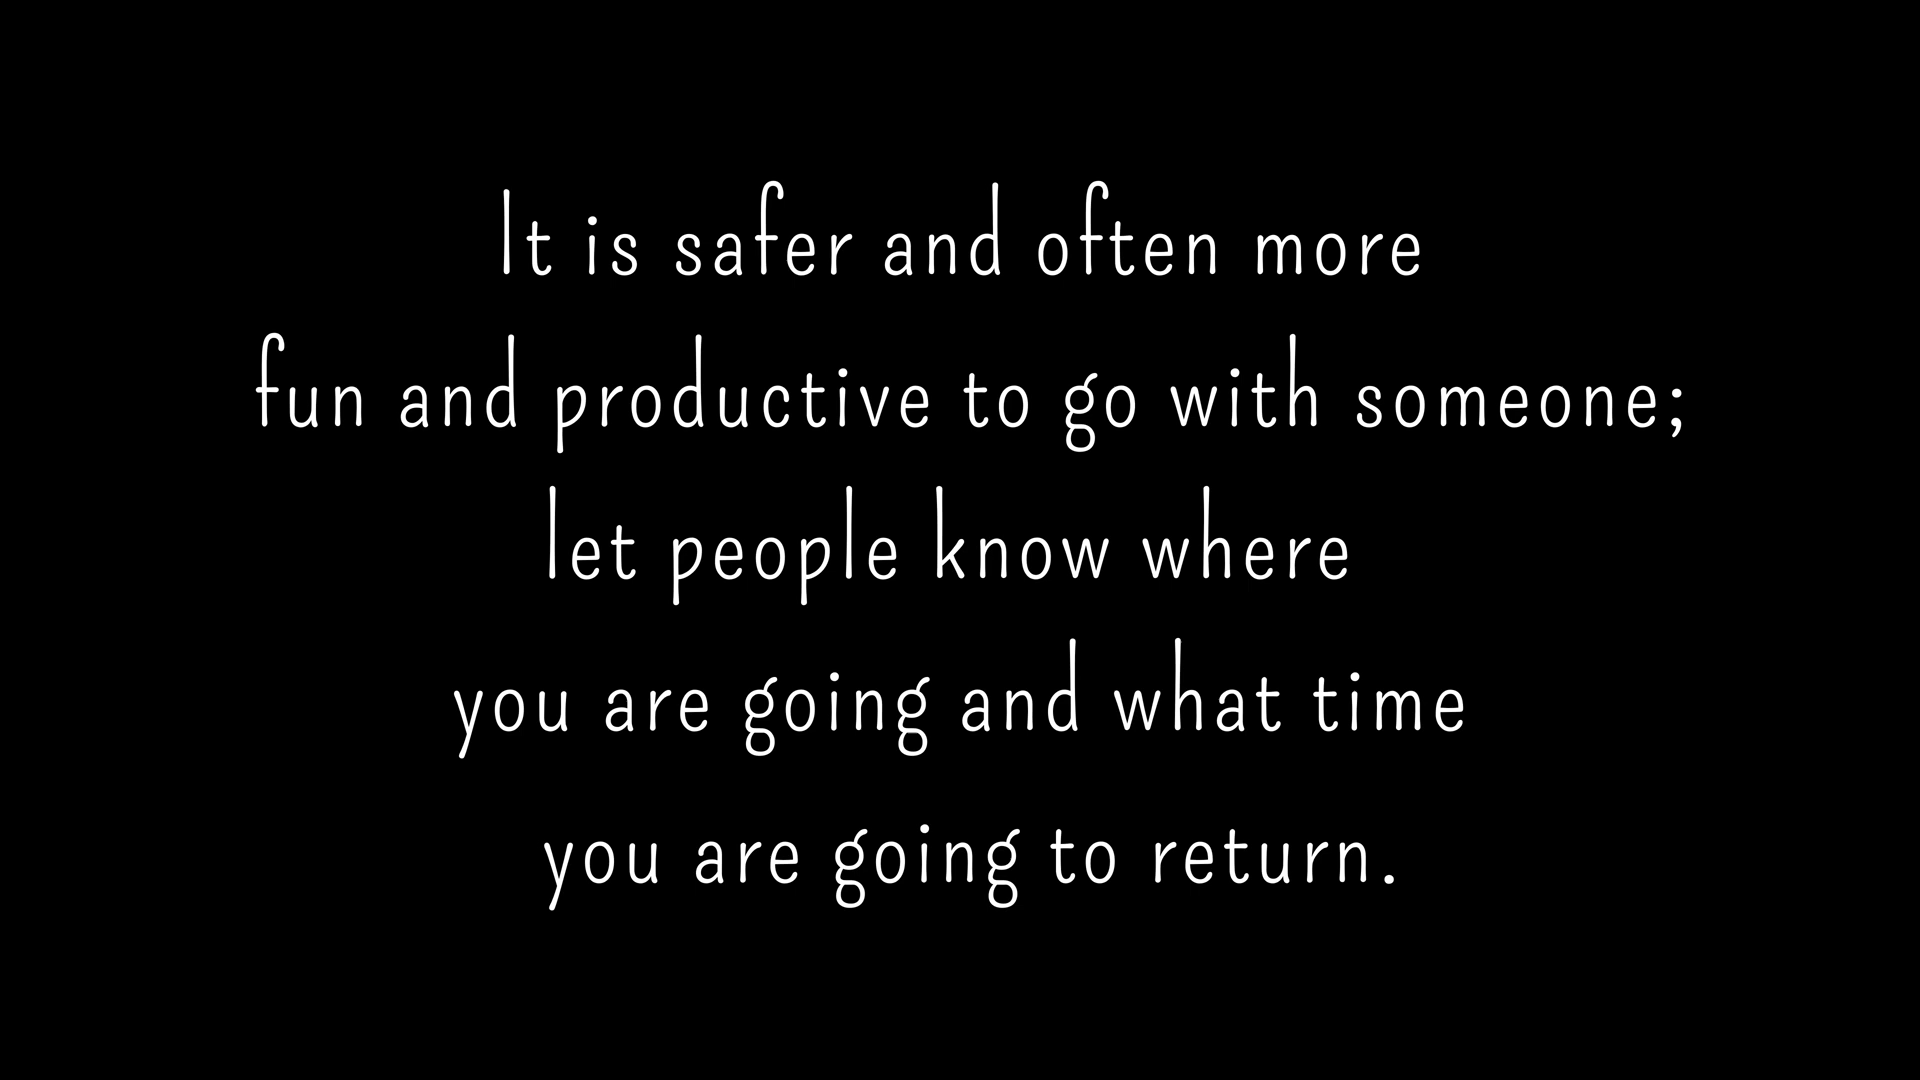 It is safer and often more
fun and productive to go with someone;
let people know where
you are going and what time
you are going to return.